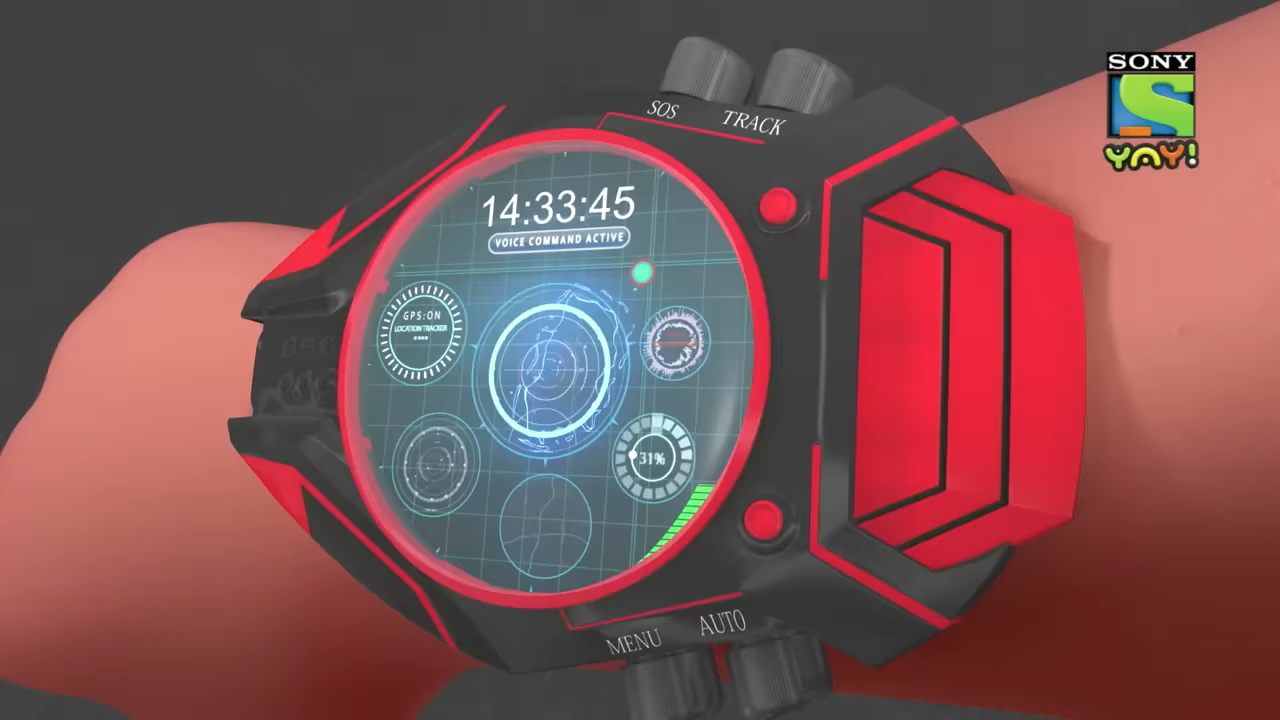 SONY
YAY!
SOS
TRACK
14:33:45
VOICE COMMAND ACTIVE
GPS:ON
LOCATION TRACKER
31%
AUTO
MENU